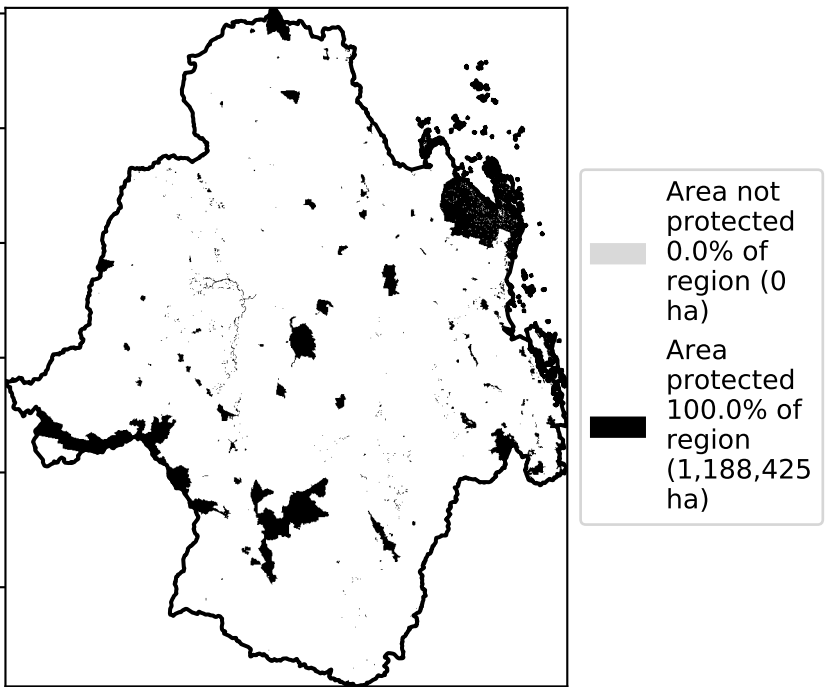 Area not
protected
0.0% of
region (0
ha)
Area
protected
100.0% of
region
(1,188,425
ha)